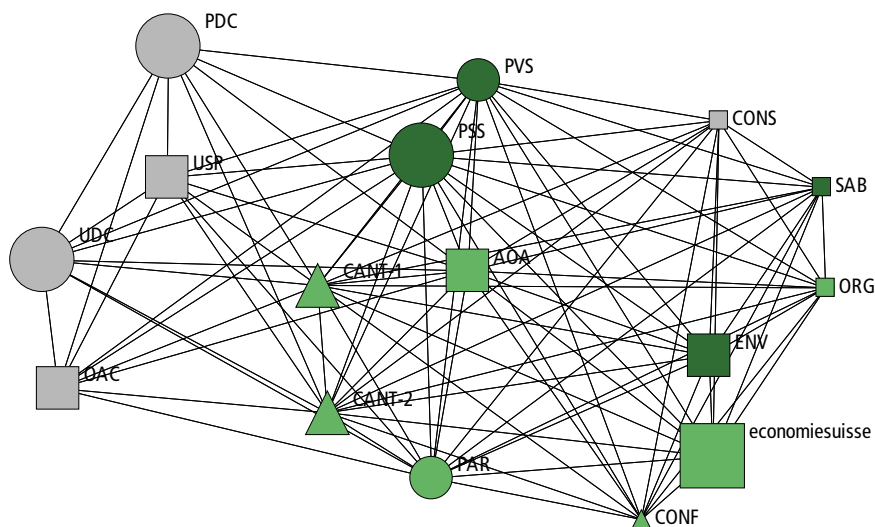 PDC
PVS
CONS
PSS
USP
SAB
UDC
AOA
CANT-1
ORG
ENV
OAC
CANT-2
economiesuisse
PAR
CONF